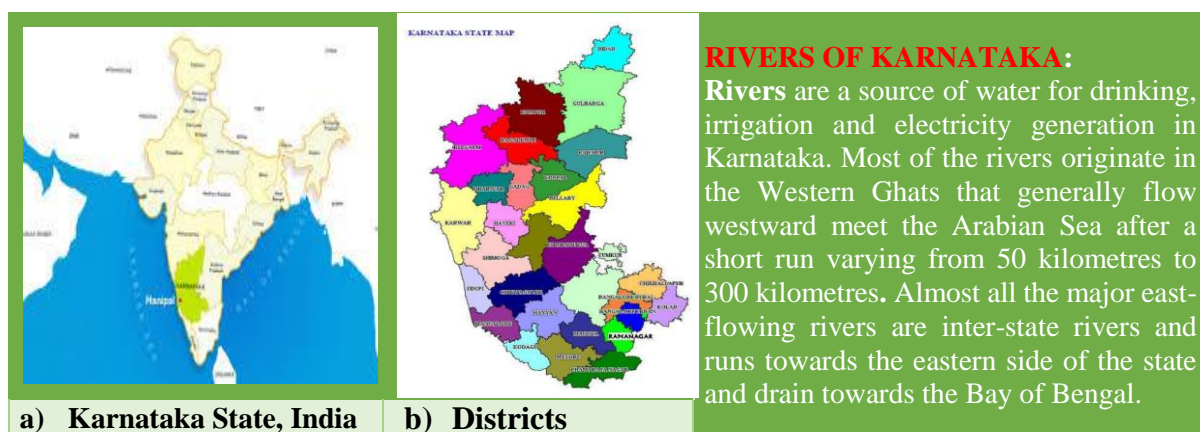 KARNATAKA STATE MAP
BIDAR
GULBARGA
BIJAPUR
BELGAUM
BAGALKOTE
RAICHUR
KOPPAL
GADAG
DHARWAD
BELLARY
KARWAR
HAVERI
CHITRADURGA
SHIMOGA
TUMKUR
UDUPI
HASSAN
KOLAR
RAMANAGAR
MANDYA
KODAGU
MYSORE
Manipal
a) Karnataka State, India
b) Districts
RIVERS OF KARNATAKA:
Rivers are a source of water for drinking,
irrigation and electricity generation in
Karnataka. Most of the rivers originate in
the Western Ghats that generally flow
westward meet the Arabian Sea after a
short run varying from 50 kilometres to
300 kilometres. Almost all the major east-
flowing rivers are inter-state rivers and
runs towards the eastern side of the state
and drain towards the Bay of Bengal.